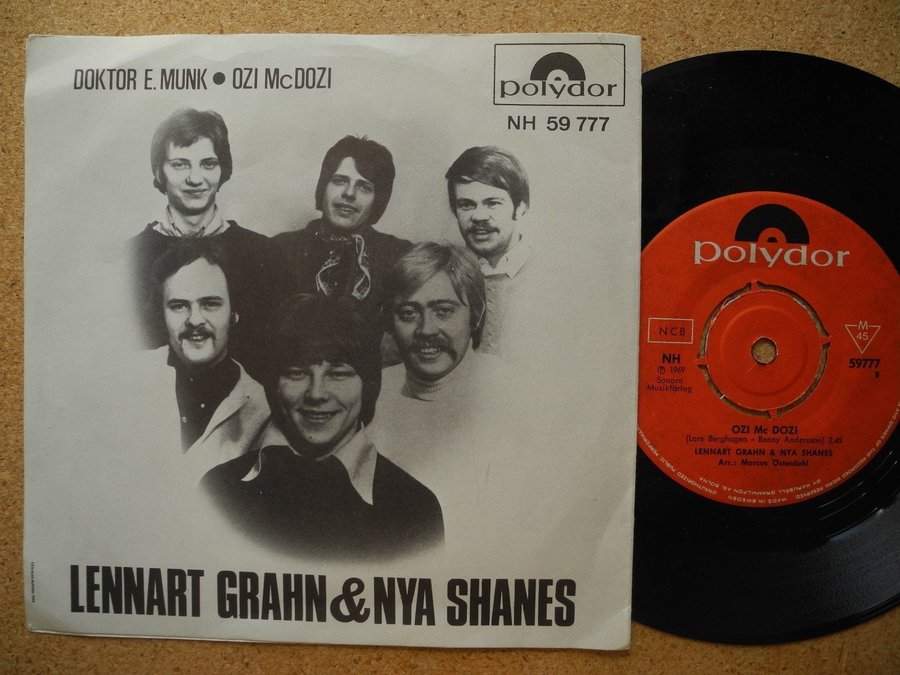 DOKTOR E. MUNK • OZI McDOZI
Polydor
NH 59 777
LENNART GRAHN & NYA SHANES
Polydor
NCB
NH
℗ 1969
Sonora
Musikförlag
M
45
59777
B
OZI Mc DOZI
(Lars Berghagen - Benny Andersson) 2.45
LENNART GRAHN & NYA SHANES
Arr.: Marcus Österdahl
MADE IN SWEDEN